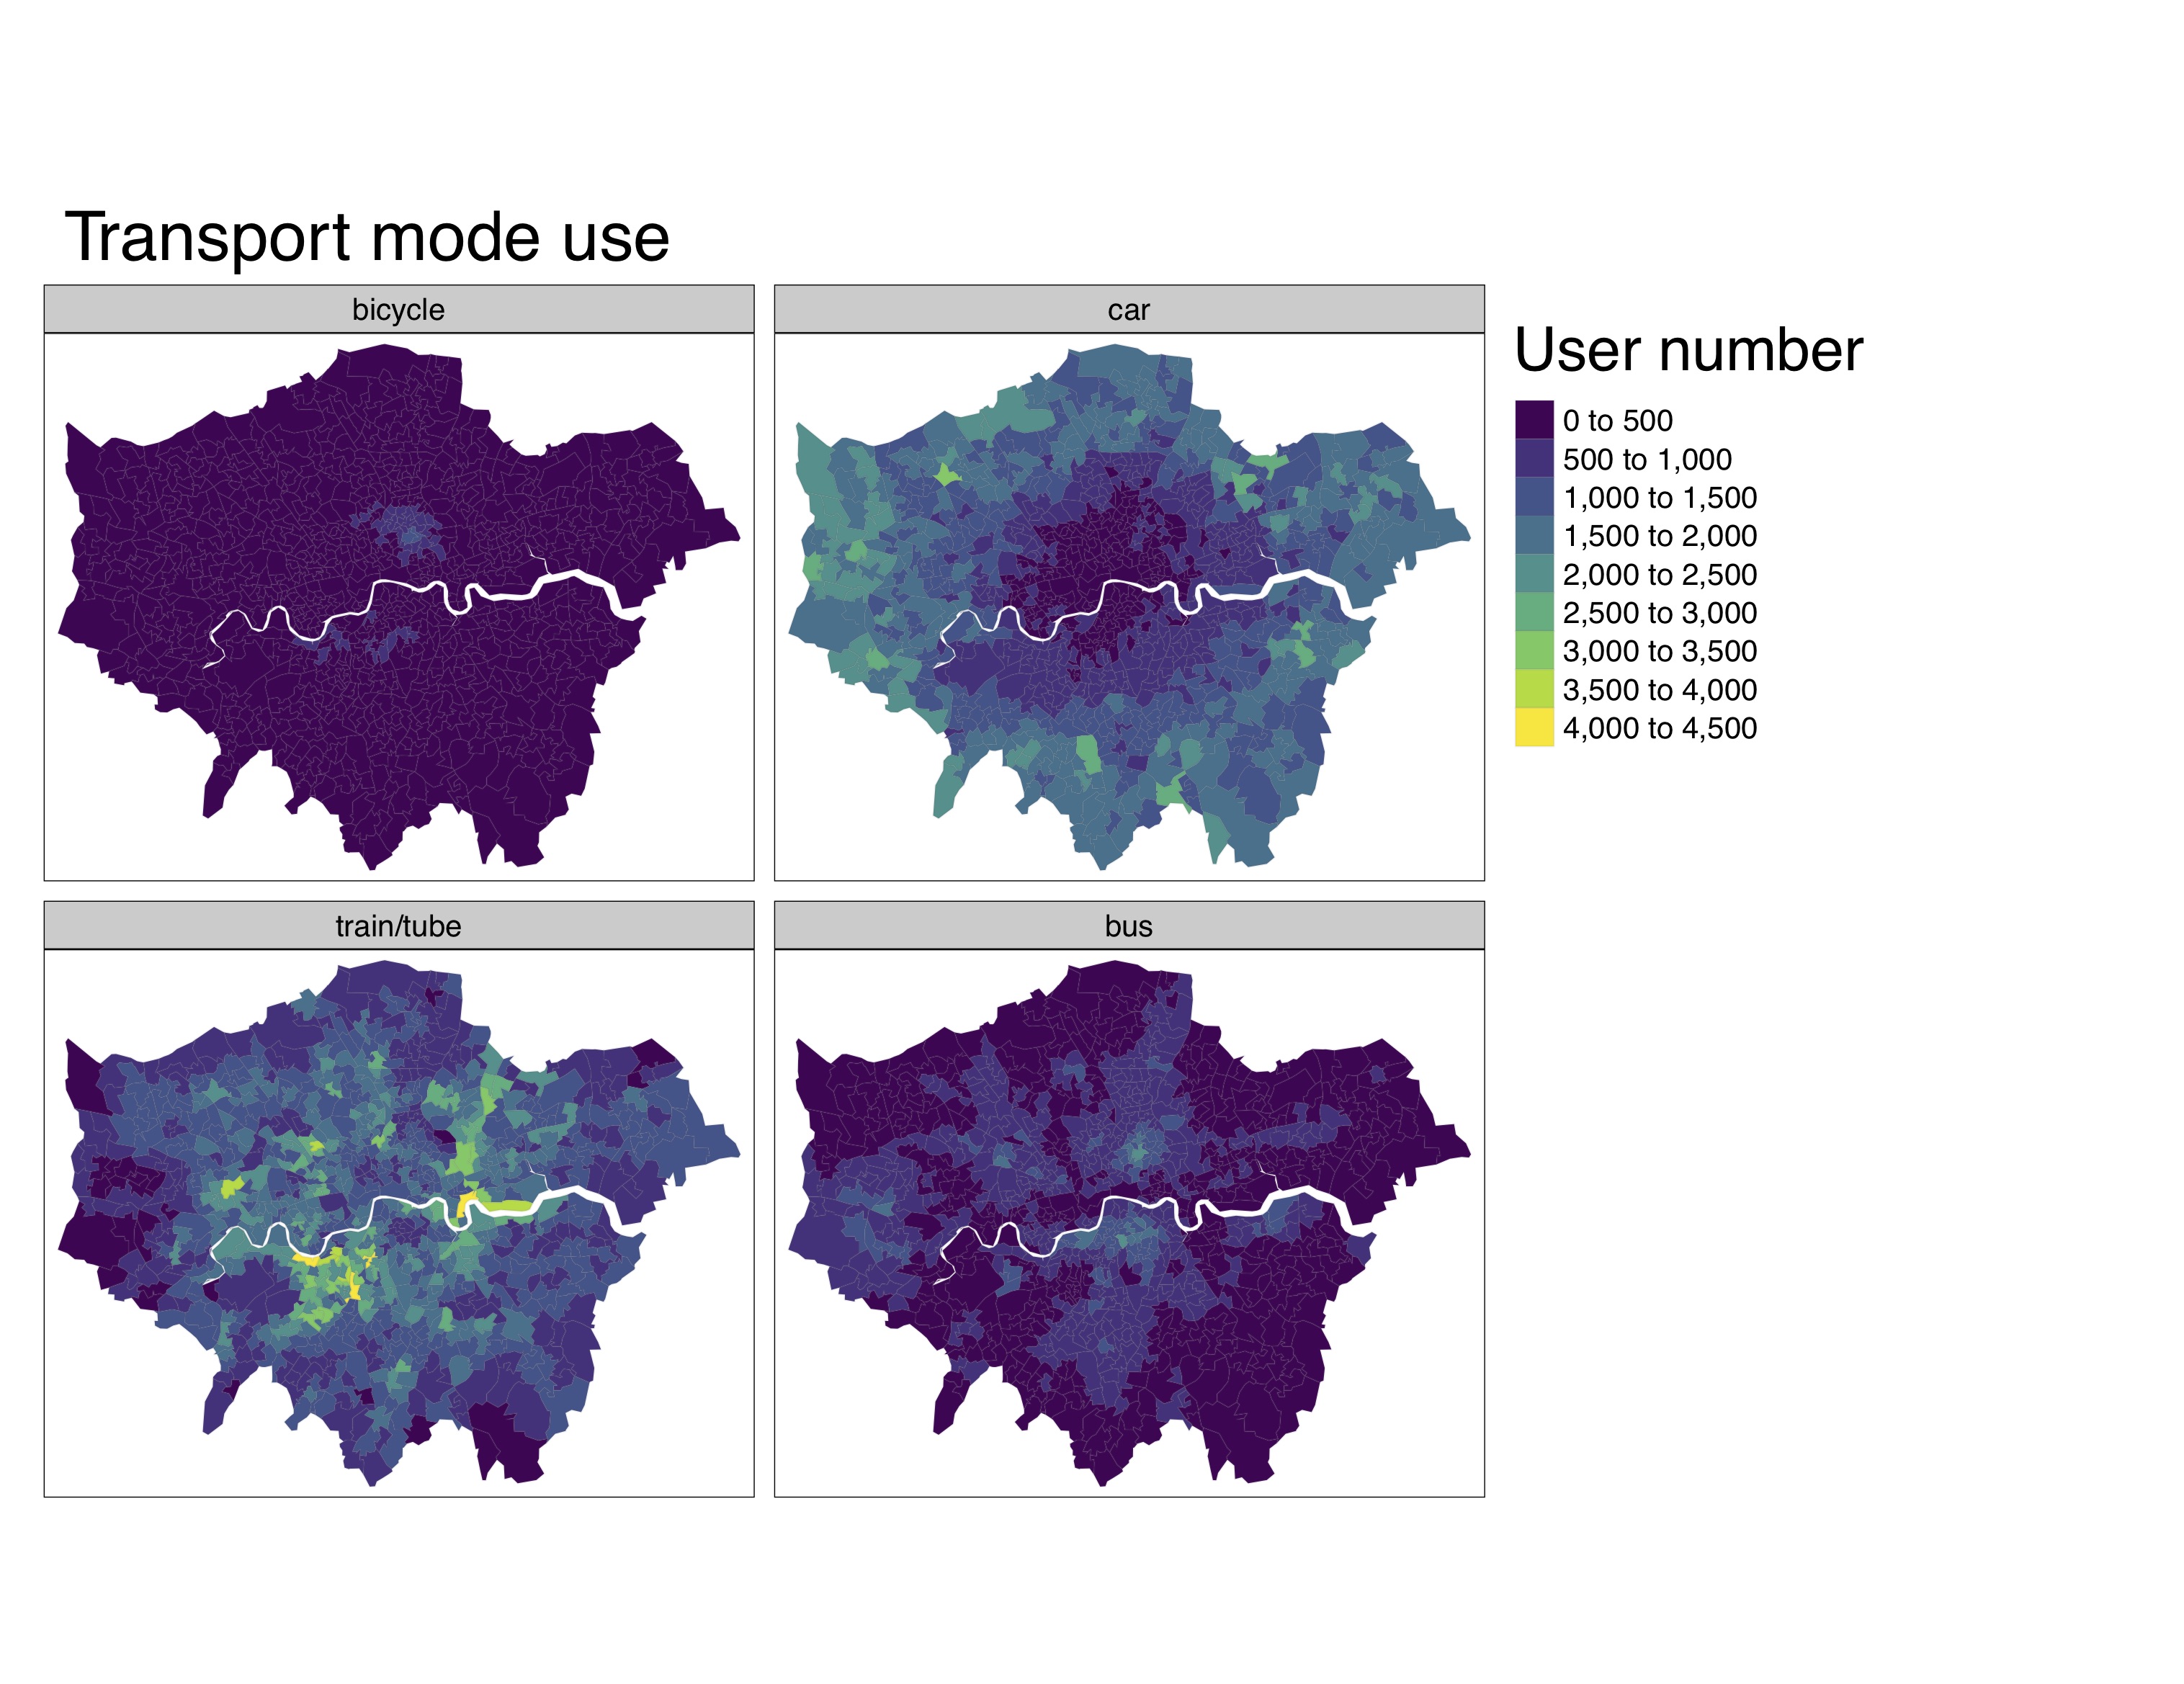 Transport mode use
bicycle
car
train/tube
bus
User number
0 to 500
500 to 1,000
1,000 to 1,500
1,500 to 2,000
2,000 to 2,500
2,500 to 3,000
3,000 to 3,500
3,500 to 4,000
4,000 to 4,500